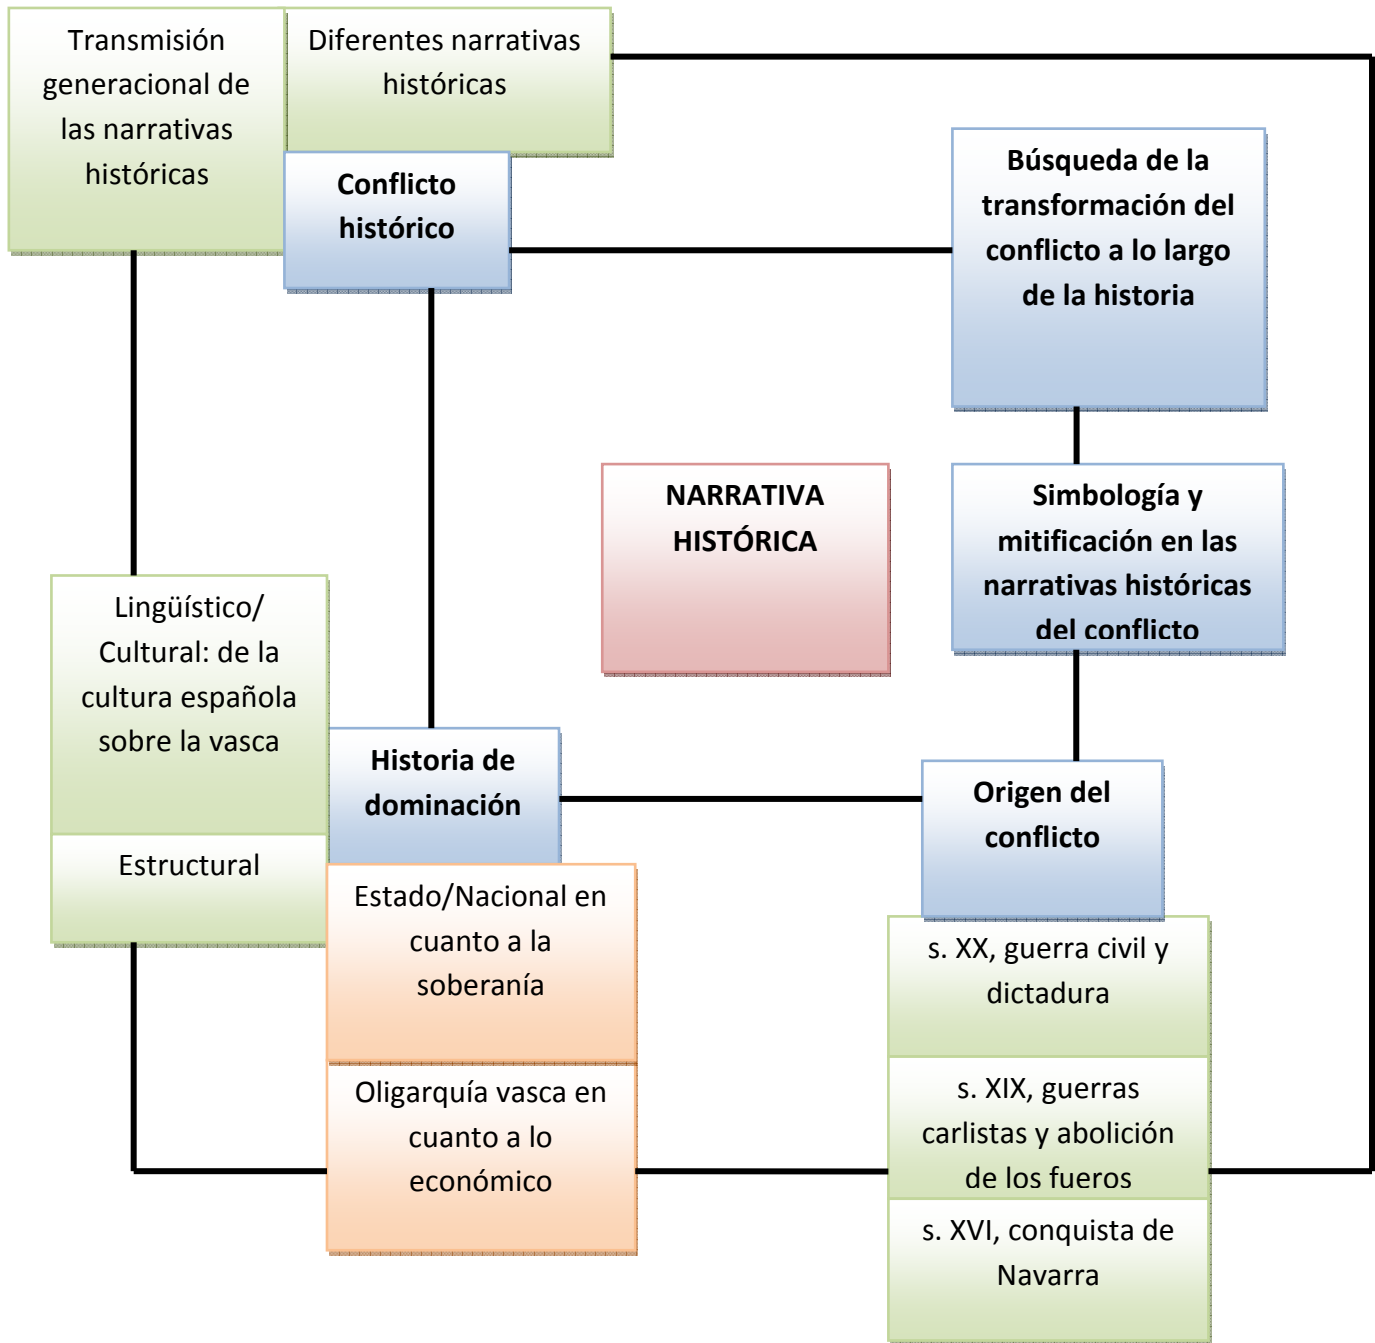 Transmisión
generacional de
las narrativas
históricas
Diferentes narrativas
históricas
Conflicto
histórico
Búsqueda de la
transformación del
conflicto a lo largo
de la historia
NARRATIVA
HISTÓRICA
Simbología y
mitificación en las
narrativas históricas
del conflicto
Lingüístico/
Cultural: de la
cultura española
sobre la vasca
Estructural
Historia de
dominación
Estado/Nacional en
cuanto a la
soberanía
Oligarquía vasca en
cuanto a lo
económico
Origen del
conflicto
s. XX, guerra civil y
dictadura
s. XIX, guerras
carlistas y abolición
de los fueros
s. XVI, conquista de
Navarra